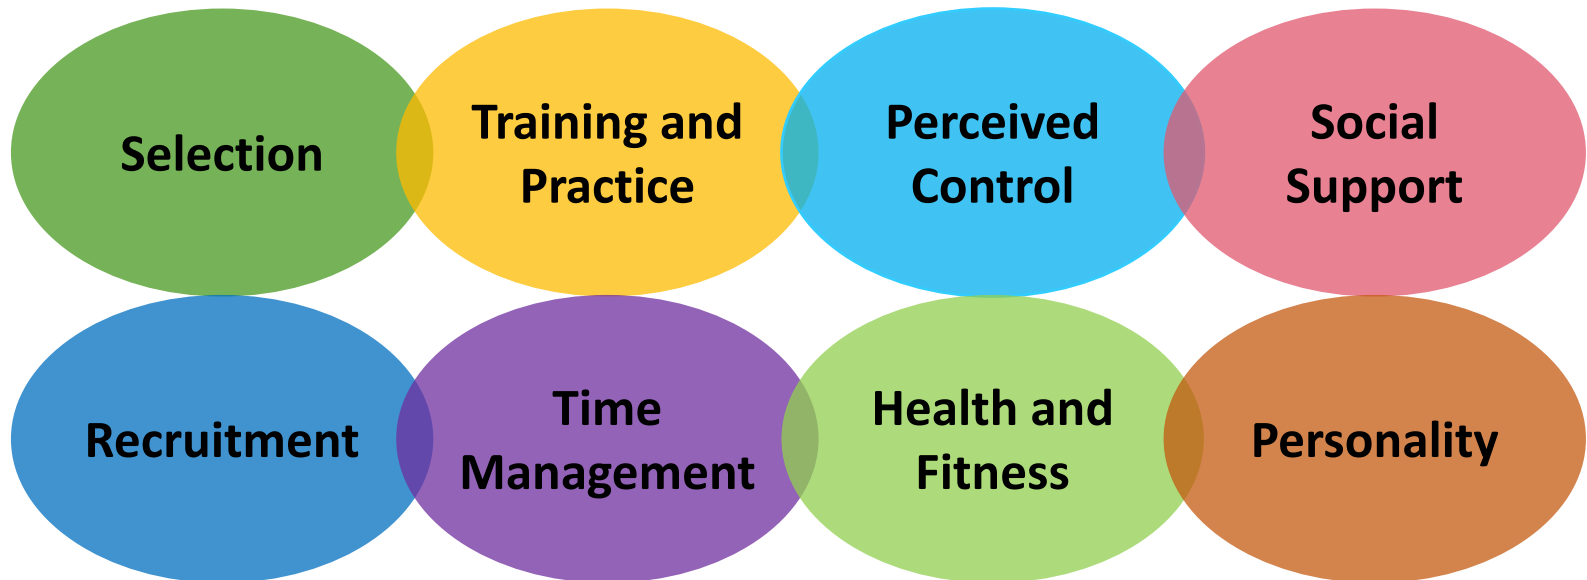 Selection
Training and
Practice
Perceived
Control
Social
Support
Recruitment
Time
Management
Health and
Fitness
Personality